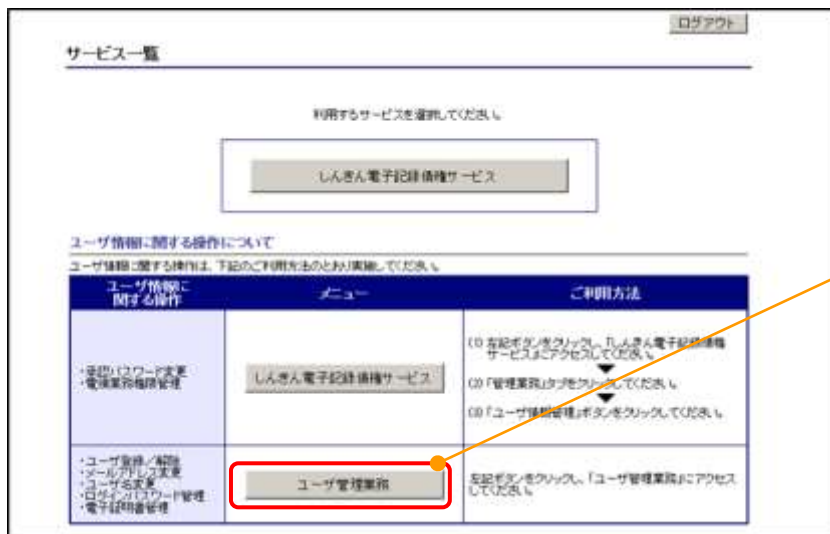 ログアウト
サービス一覧
利用するサービスを選択してください。
しんきん電子記録債権サービス
ユーザ情報に関する操作について
ユーザ情報に関する操作は、下記のご利用方法のとおり実施してください。
ユーザ情報に
関する操作
メニュー
ご利用方法
・承認パスワード変更
・電債業務権限管理
しんきん電子記録債権サービス
(1) 左記ボタンをクリックし、「しんきん電子記録債権
サービス」にアクセスしてください。
(2) 「管理業務」タブをクリックしてください。
(3) 「ユーザ情報管理」ボタンをクリックしてください。
・ユーザ登録／解除
・メールアドレス変更
・ユーザ名変更
・ログインパスワード管理
・電子証明書管理
ユーザ管理業務
左記ボタンをクリックし、「ユーザ管理業務」にアクセス
してください。